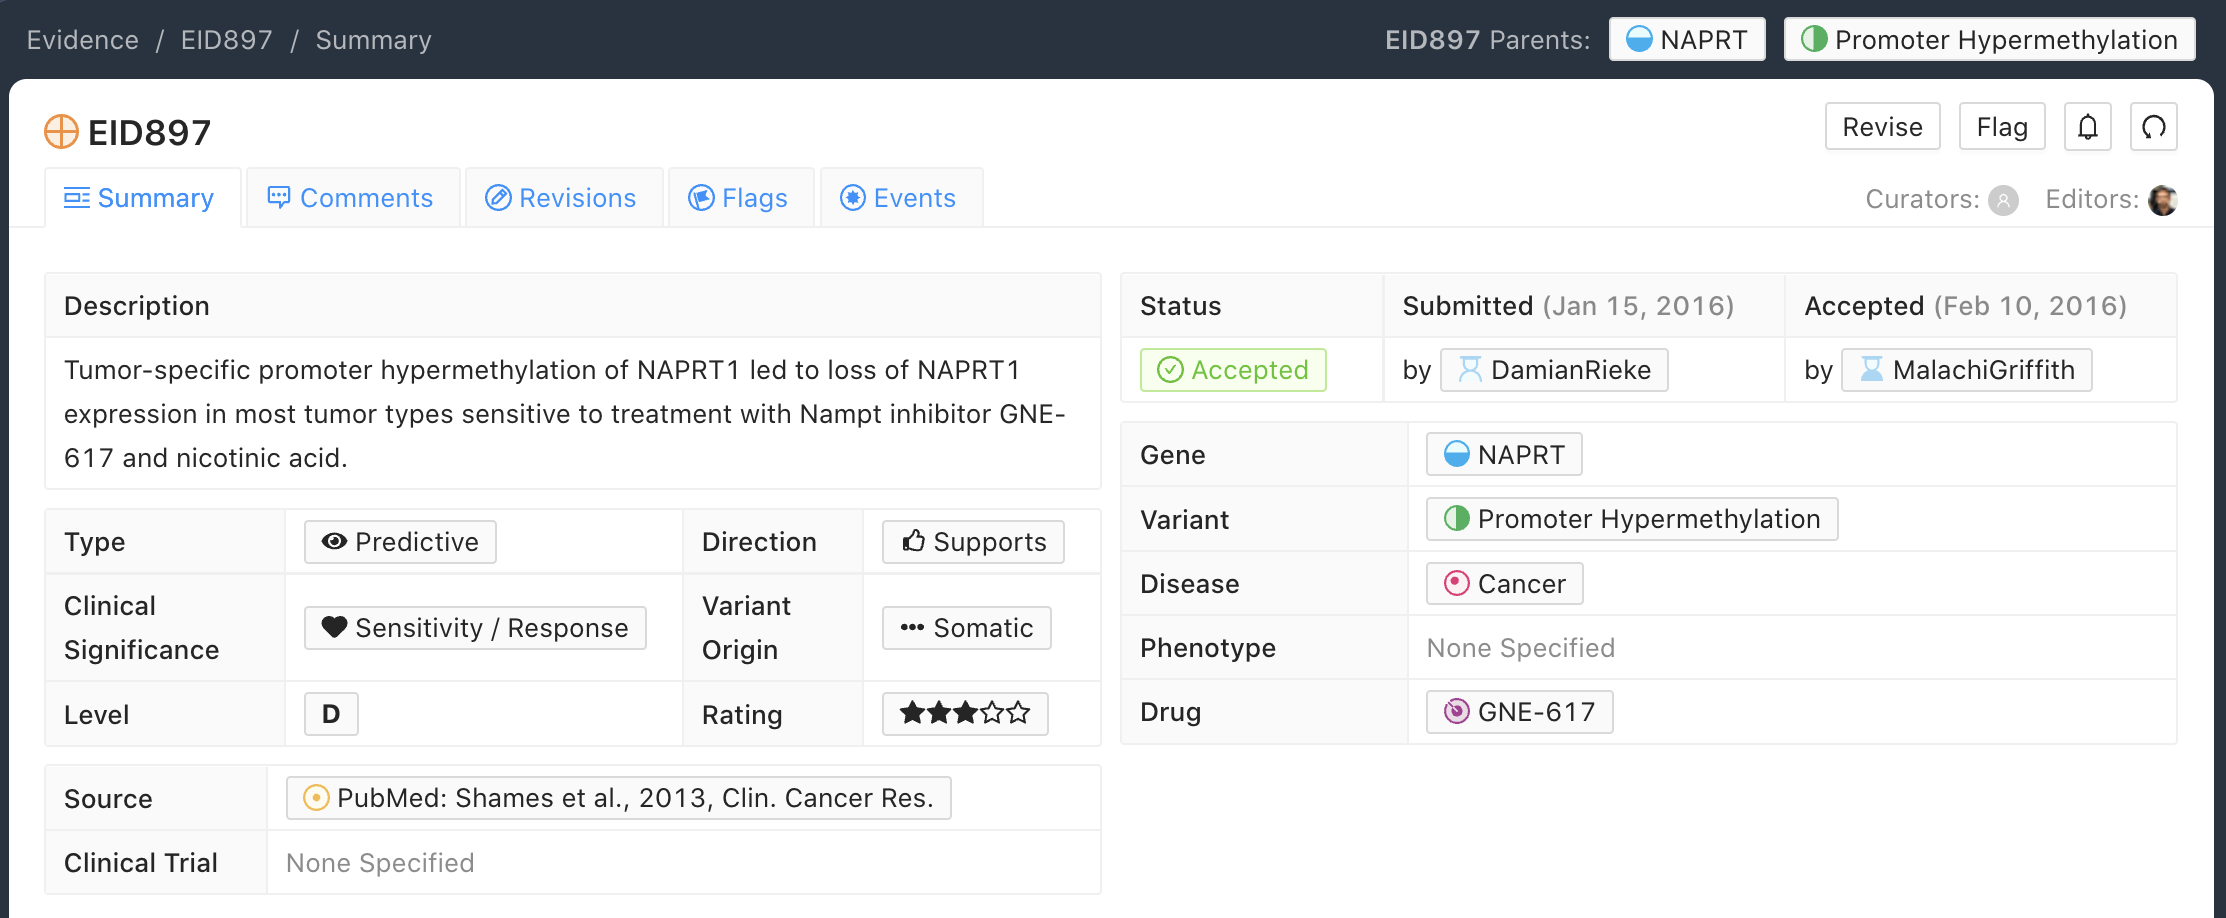 Evidence / EID897 / Summary
EID897 Parents: NAPRT Promoter Hypermethylation
EID897
Revise Flag
Summary Comments Revisions Flags Events
Curators: Editors:
Description
Tumor-specific promoter hypermethylation of NAPRT1 led to loss of NAPRT1
expression in most tumor types sensitive to treatment with Nampt inhibitor GNE-
617 and nicotinic acid.
Type Predictive Direction Supports
Clinical
Significance
Sensitivity / Response
Variant
Origin
Somatic
Level D Rating
Source PubMed: Shames et al., 2013, Clin. Cancer Res.
Clinical Trial None Specified
Status Submitted (Jan 15, 2016) Accepted (Feb 10, 2016)
Accepted by DamianRieke by MalachiGriffith
Gene NAPRT
Variant Promoter Hypermethylation
Disease Cancer
Phenotype None Specified
Drug GNE-617